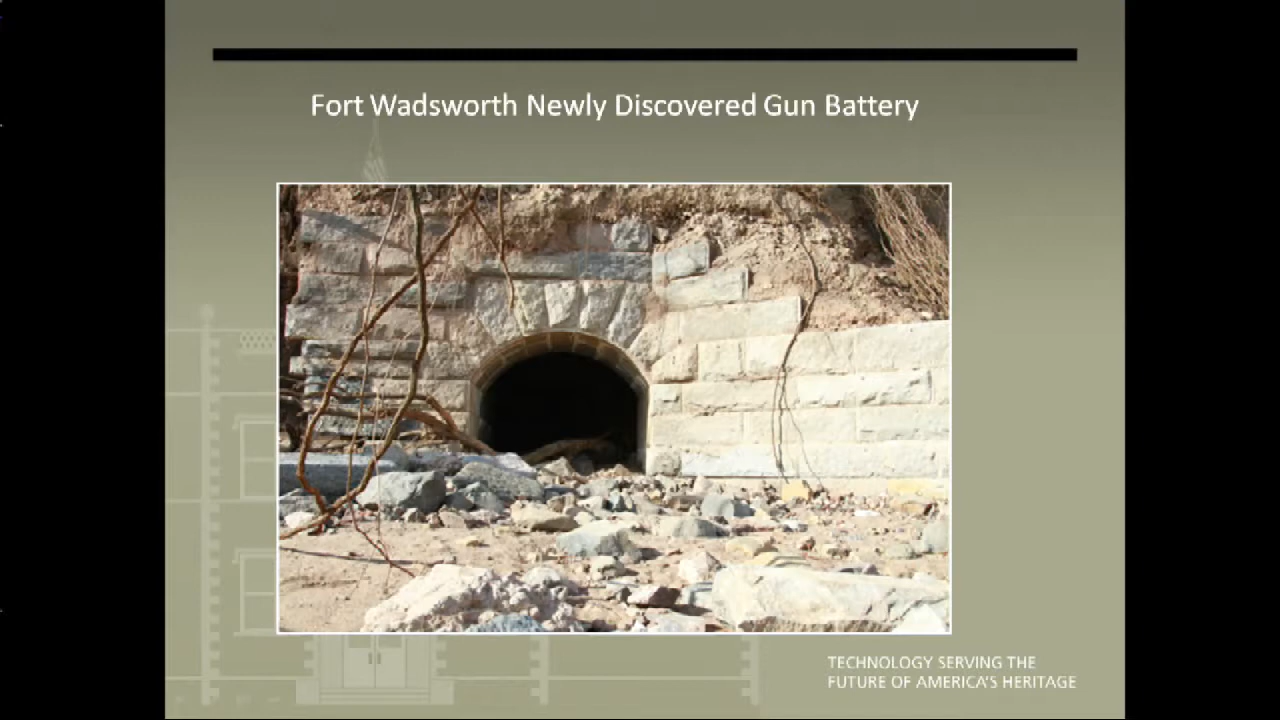 Fort Wadsworth Newly Discovered Gun Battery
TECHNOLOGY SERVING THE
FUTURE OF AMERICA'S HERITAGE